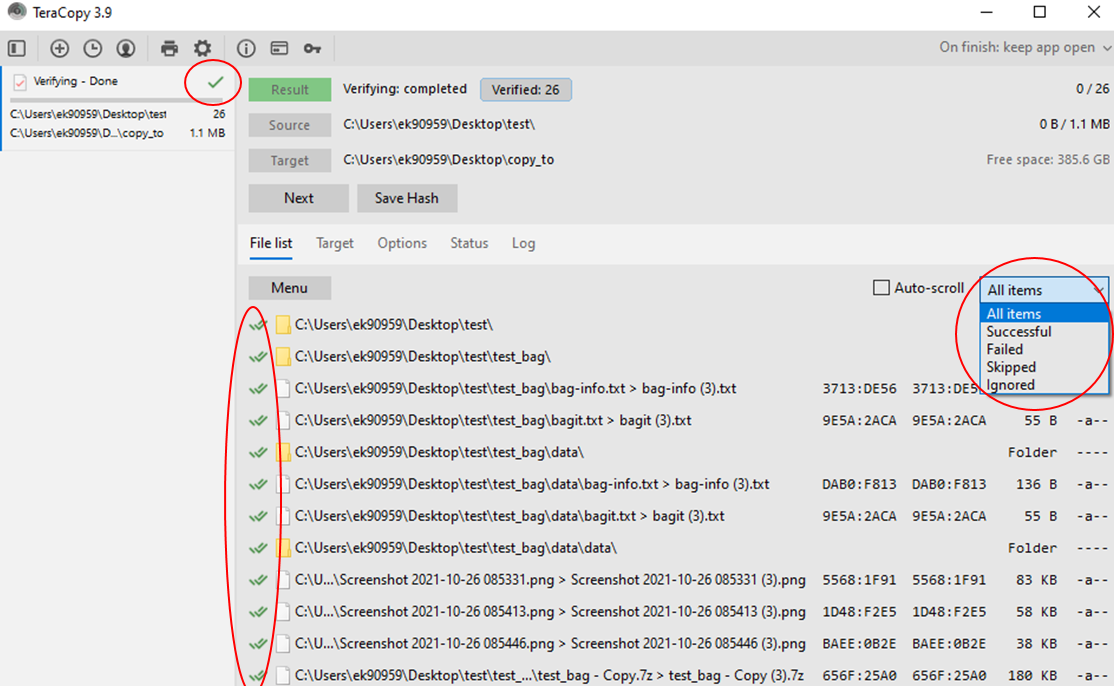 TeraCopy 3.9
On finish: keep app open
Verifying - Done
C:\Users\ek90959\Desktop\test 26
C:\Users\ek90959\D...\copy_to 1.1 MB
Result Verifying: completed Verified: 26 0 / 26
Source C:\Users\ek90959\Desktop\test\ 0 B / 1.1 MB
Target C:\Users\ek90959\Desktop\copy_to Free space: 385.6 GB
Next Save Hash
File list Target Options Status Log
Menu Auto-scroll All items
All items
Successful
Failed
Skipped
Ignored
C:\Users\ek90959\Desktop\test\
C:\Users\ek90959\Desktop\test\test_bag\
C:\Users\ek90959\Desktop\test\test_bag\bag-info.txt > bag-info (3).txt 3713:DE56
C:\Users\ek90959\Desktop\test\test_bag\bagit.txt > bagit (3).txt 9E5A:2ACA 9E5A:2ACA 55 B -a--
C:\Users\ek90959\Desktop\test\test_bag\data\ Folder ----
C:\Users\ek90959\Desktop\test\test_bag\data\bag-info.txt > bag-info (3).txt DAB0:F813 DAB0:F813 136 B -a--
C:\Users\ek90959\Desktop\test\test_bag\data\bagit.txt > bagit (3).txt 9E5A:2ACA 9E5A:2ACA 55 B -a--
C:\Users\ek90959\Desktop\test\test_bag\data\data\ Folder ----
C:\U...\Screenshot 2021-10-26 085331.png > Screenshot 2021-10-26 085331 (3).png 5568:1F91 5568:1F91 83 KB -a--
C:\U...\Screenshot 2021-10-26 085413.png > Screenshot 2021-10-26 085413 (3).png 1D48:F2E5 1D48:F2E5 58 KB -a--
C:\U...\Screenshot 2021-10-26 085446.png > Screenshot 2021-10-26 085446 (3).png BAEE:0B2E BAEE:0B2E 38 KB -a--
C:\Users\ek90959\Desktop\test\test_...\test_bag - Copy.7z > test_bag - Copy (3).7z 656F:25A0 656F:25A0 180 KB -a--